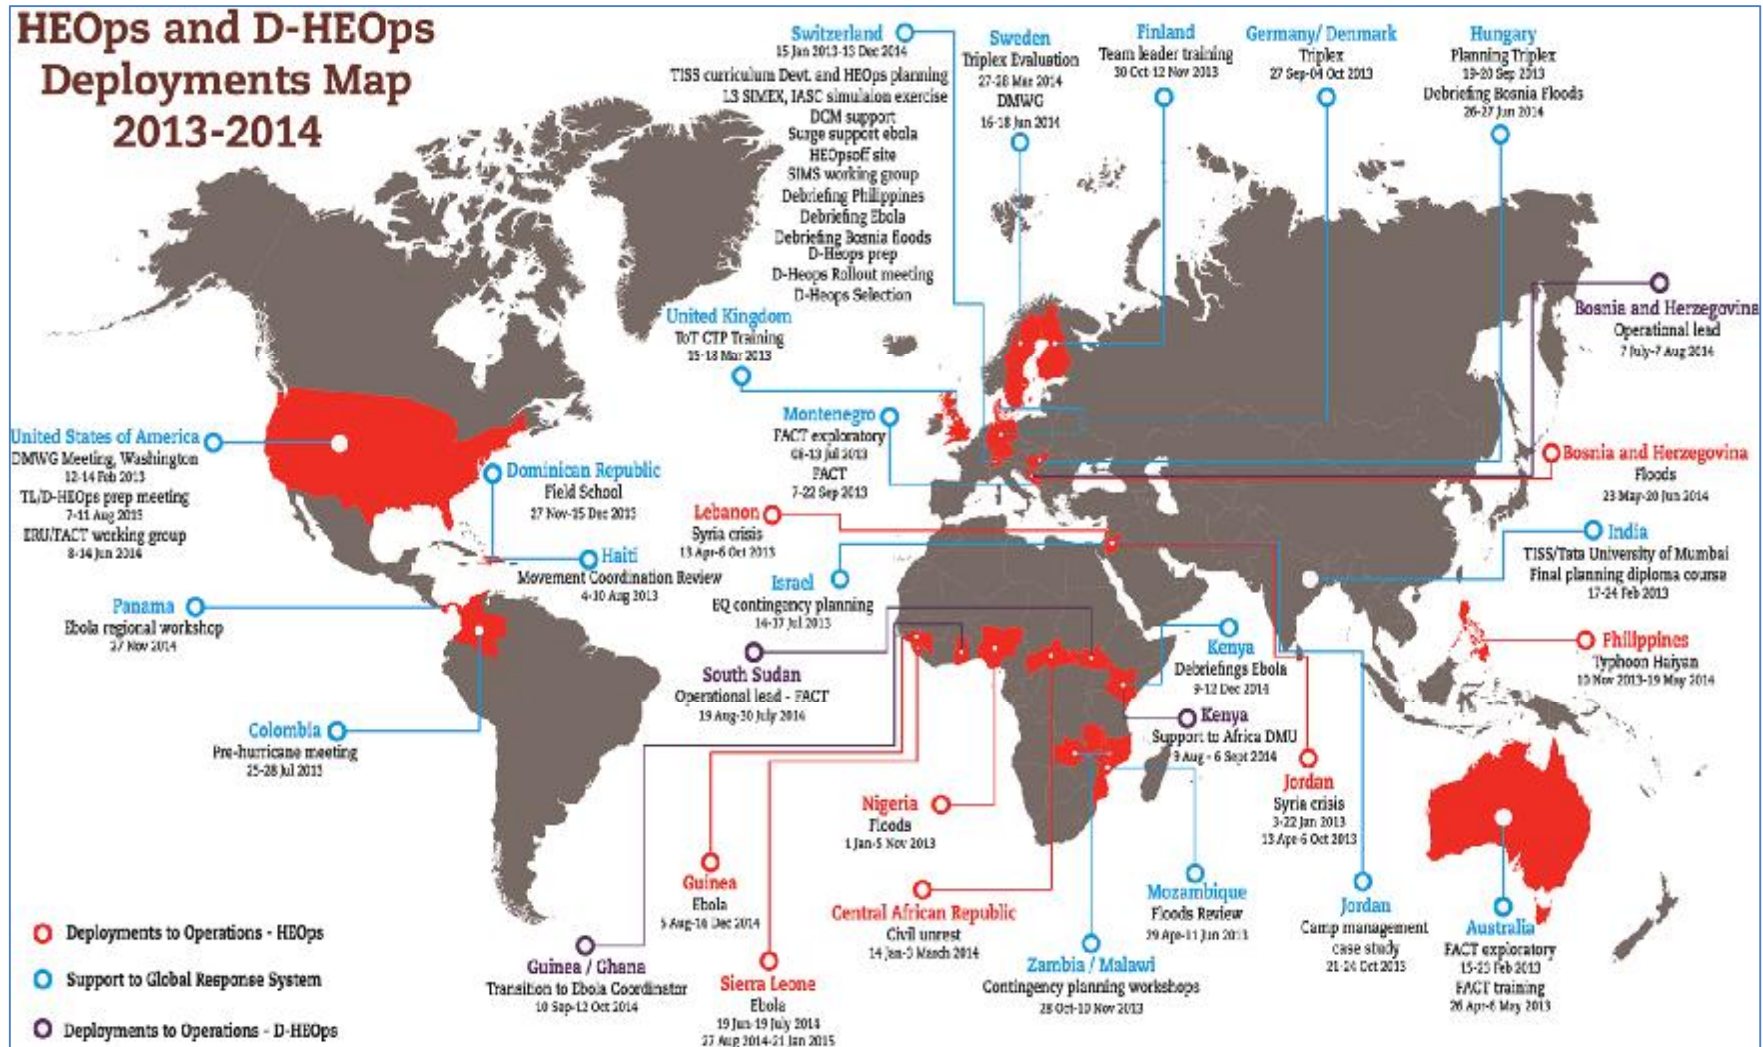 HEOps and D-HEOps
Deployments Map
2013-2014
Switzerland
15 Jan 2013-13 Dec 2014
TISS curriculum Devt. and HEOps planning
L3 SIMEX, IASC simulaion exercise
DCM support
Surge support ebola
HEOpsoff site
SIMS working group
Debriefing Philippines
Debriefing Ebola
Debriefing Bosnia floods
D-Heops prep
D-Heops Rollout meeting
D-Heops Selection
Sweden
Triplex Evaluation
27-28 Mar 2014
DMWG
16-18 Jun 2014
Finland
Team leader training
30 Oct-12 Nov 2013
Germany/ Denmark
Triplex
27 Sep-04 Oct 2013
Hungary
Planning Triplex
19-20 Sep 2013
Debriefing Bosnia Floods
26-27 Jun 2014
Bosnia and Herzegovina
Operational lead
7 July-7 Aug 2014
United Kingdom
ToT CTP Training
15-18 Mar 2013
Montenegro
FACT exploratory
08-13 Jul 2013
FACT
7-22 Sep 2013
United States of America
DMWG Meeting, Washington
12-14 Feb 2013
TL/D-HEOps prep meeting
7-11 Aug 2013
ERU/FACT working group
8-14 Jun 2014
Dominican Republic
Field School
27 Nov-15 Dec 2013
Haiti
Movement Coordination Review
4-10 Aug 2013
Bosnia and Herzegovina
Floods
23 May-20 Jun 2014
Lebanon
Syria crisis
13 Apr-6 Oct 2013
India
TISS/Tata University of Mumbai
Final planning diploma course
17-24 Feb 2013
Israel
EQ contingency planning
14-17 Jul 2013
Panama
Ebola regional workshop
27 Nov 2014
Kenya
Debriefings Ebola
9-12 Dec 2014
Philippines
Typhoon Haiyan
10 Nov 2013-19 May 2014
South Sudan
Operational lead - FACT
19 Aug-30 July 2014
Kenya
Support to Africa DMU
9 Aug - 6 Sept 2014
Colombia
Pre-hurricane meeting
25-28 Jul 2013
Jordan
Syria crisis
3-22 Jan 2013
13 Apr-6 Oct 2013
Nigeria
Floods
1 Jan-5 Nov 2013
Guinea
Ebola
5 Aug-16 Dec 2014
Central African Republic
Civil unrest
14 Jan-3 March 2014
Mozambique
Floods Review
29 Apr-11 Jun 2013
Jordan
Camp management
case study
21-24 Oct 2013
Australia
FACT exploratory
15-23 Feb 2013
FACT training
26 Apr-6 May 2013
Guinea / Ghana
Transition to Ebola Coordinator
10 Sep-12 Oct 2014
Sierra Leone
Ebola
19 Jun-19 July 2014
27 Aug 2014-21 Jan 2015
Zambia / Malawi
Contingency planning workshops
28 Oct-10 Nov 2013
Deployments to Operations - HEOps
Support to Global Response System
Deployments to Operations - D-HEOps